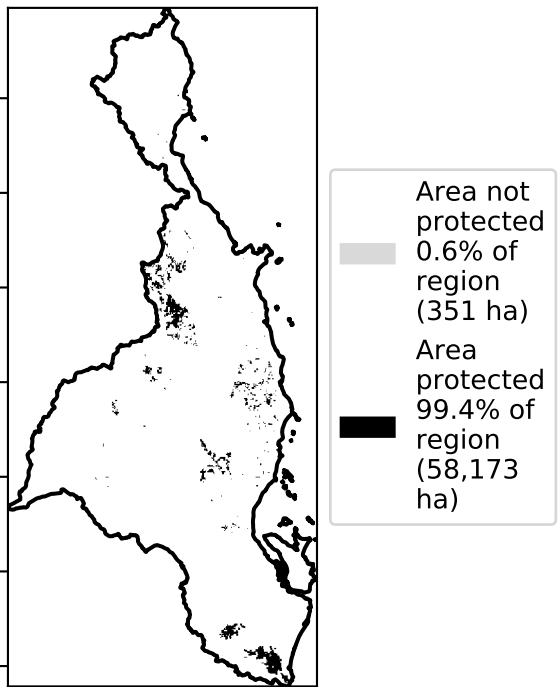 Area not
protected
0.6% of
region
(351 ha)
Area
protected
99.4% of
region
(58,173
ha)